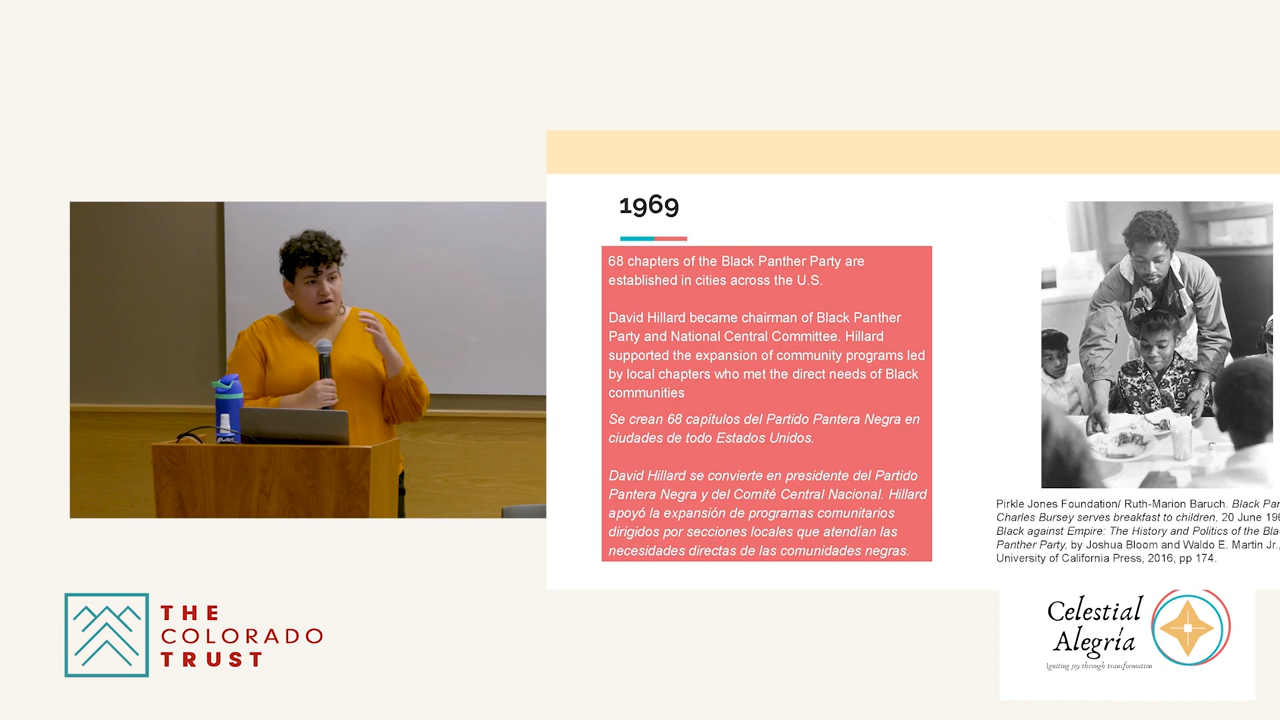 1969
68 chapters of the Black Panther Party are
established in cities across the U.S.
David Hillard became chairman of Black Panther
Party and National Central Committee. Hillard
supported the expansion of community programs led
by local chapters who met the direct needs of Black
communities
Se crean 68 capítulos del Partido Pantera Negra en
ciudades de todo Estados Unidos.
David Hillard se convierte en presidente del Partido
Pantera Negra y del Comité Central Nacional. Hillard
apoyó la expansión de programas comunitarios
dirigidos por secciones locales que atendían las
necesidades directas de las comunidades negras.
Pirkle Jones Foundation/ Ruth-Marion Baruch. Black
Charles Bursey serves breakfast to children, 20 June
Black against Empire: The History and Politics of the
Panther Party, by Joshua Bloom and Waldo E. Martin Jr.,
University of California Press, 2016, pp 174.
THE
COLORADO
TRUST
Celestial
Alegría
Igniting joy through transformation